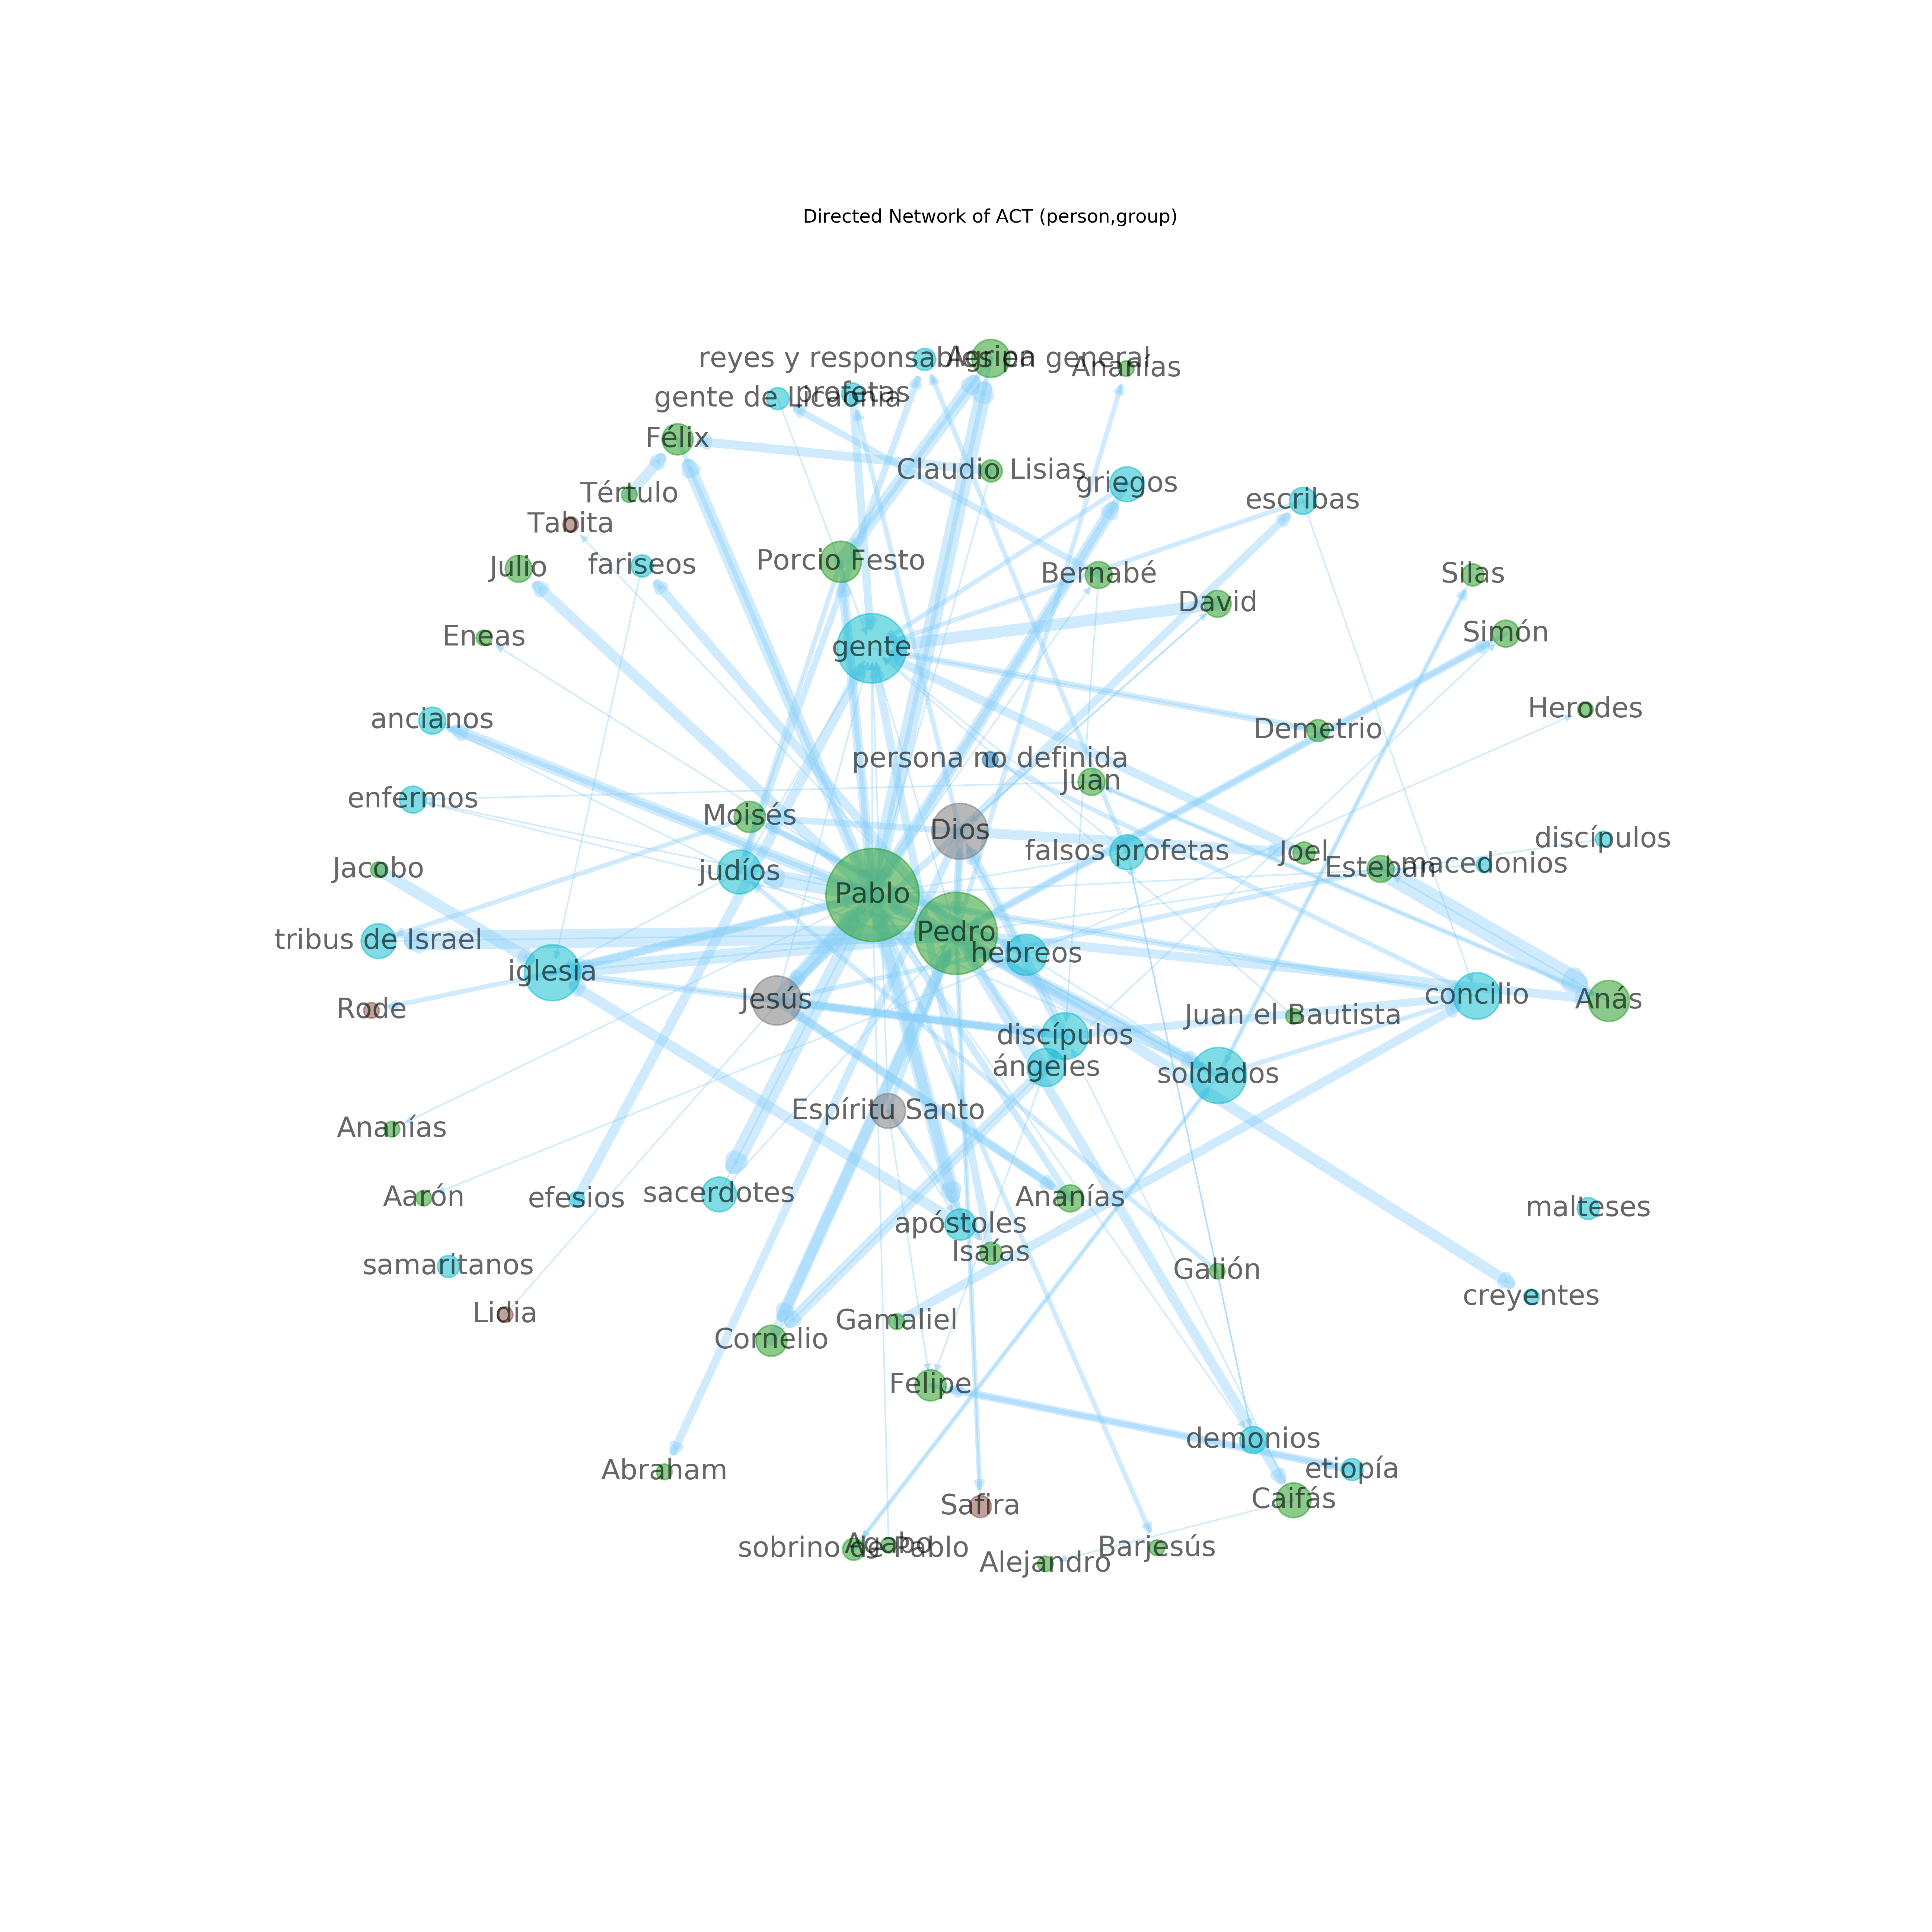 Directed Network of ACT (person,group)
reyes y responsables en general
Agripa
Ananías
gente de Licaonia
profetas
Félix
Claudio Lisias
griegos
Tértulo
escribas
Tabita
Julio
fariseos
Porcio Festo
Bernabé
Silas
David
Eneas
gente
Simón
ancianos
Herodes
Demetrio
persona no definida
Juan
enfermos
Moisés
Dios
discípulos
falsos profetas
Joel
Jacobo
judíos
Esteban
macedonios
Pablo
tribus de Israel
Pedro
hebreos
iglesia
Jesús
concilio
Anás
Rode
Juan el Bautista
discípulos
ángeles
soldados
Espíritu Santo
Ananías
Aarón
efesios
sacerdotes
Ananías
malteses
apóstoles
Isaías
samaritanos
Galión
creyentes
Lidia
Gamaliel
Cornelio
Felipe
demonios
Abraham
etiopía
Safira
Caifás
sobrino de Pablo
Agabo
Barjesús
Alejandro